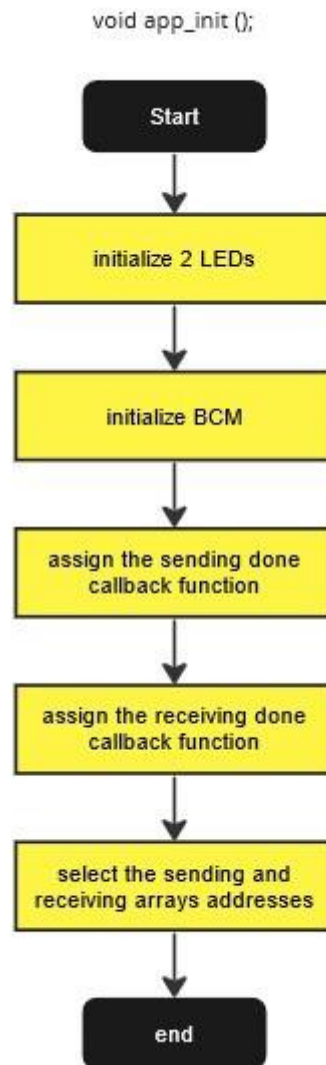 void app_init ();
Start
initialize 2 LEDs
initialize BCM
assign the sending done
callback function
assign the receiving done
callback function
select the sending and
receiving arrays addresses
end